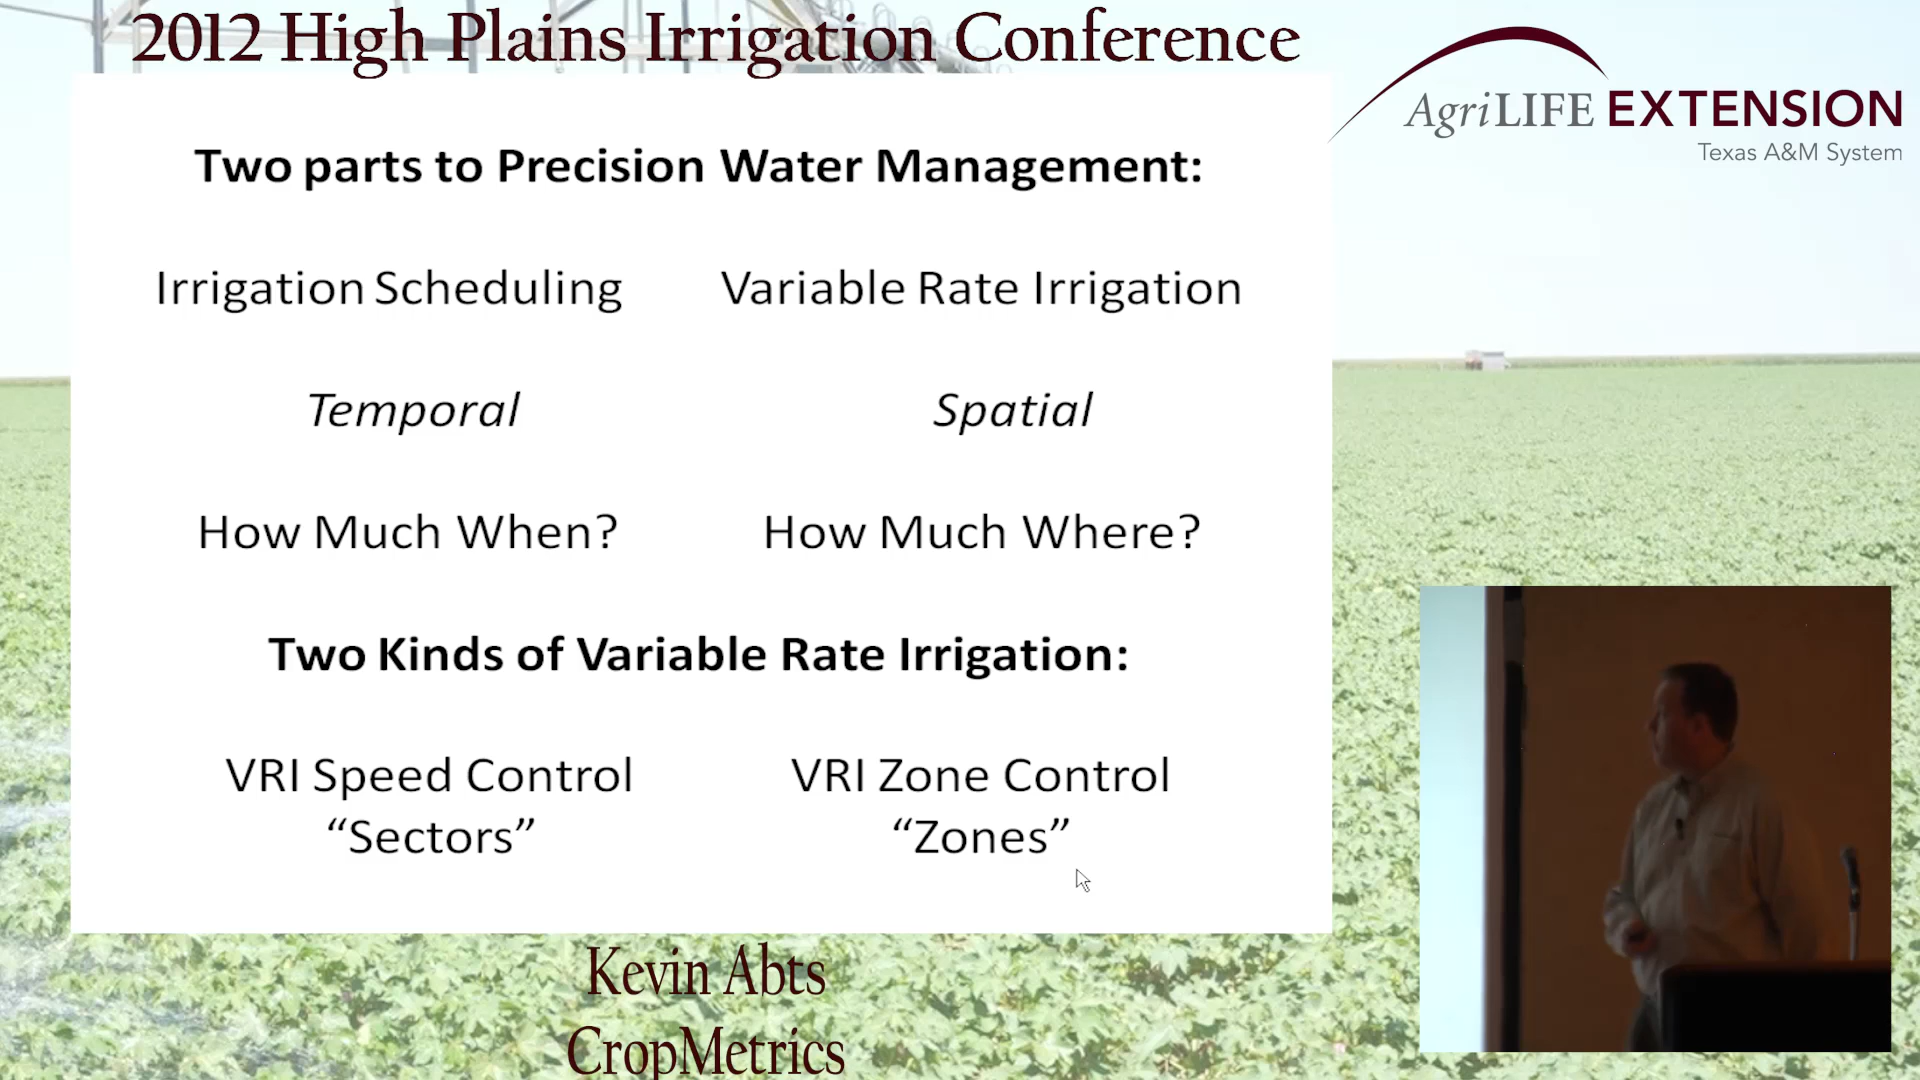 2012 High Plains Irrigation Conference
AgriLIFE EXTENSION
Texas A&M System
Two parts to Precision Water Management:
Irrigation Scheduling Variable Rate Irrigation
Temporal Spatial
How Much When? How Much Where?
Two Kinds of Variable Rate Irrigation:
VRI Speed Control VRI Zone Control
“Sectors” “Zones”
Kevin Abts
CropMetrics